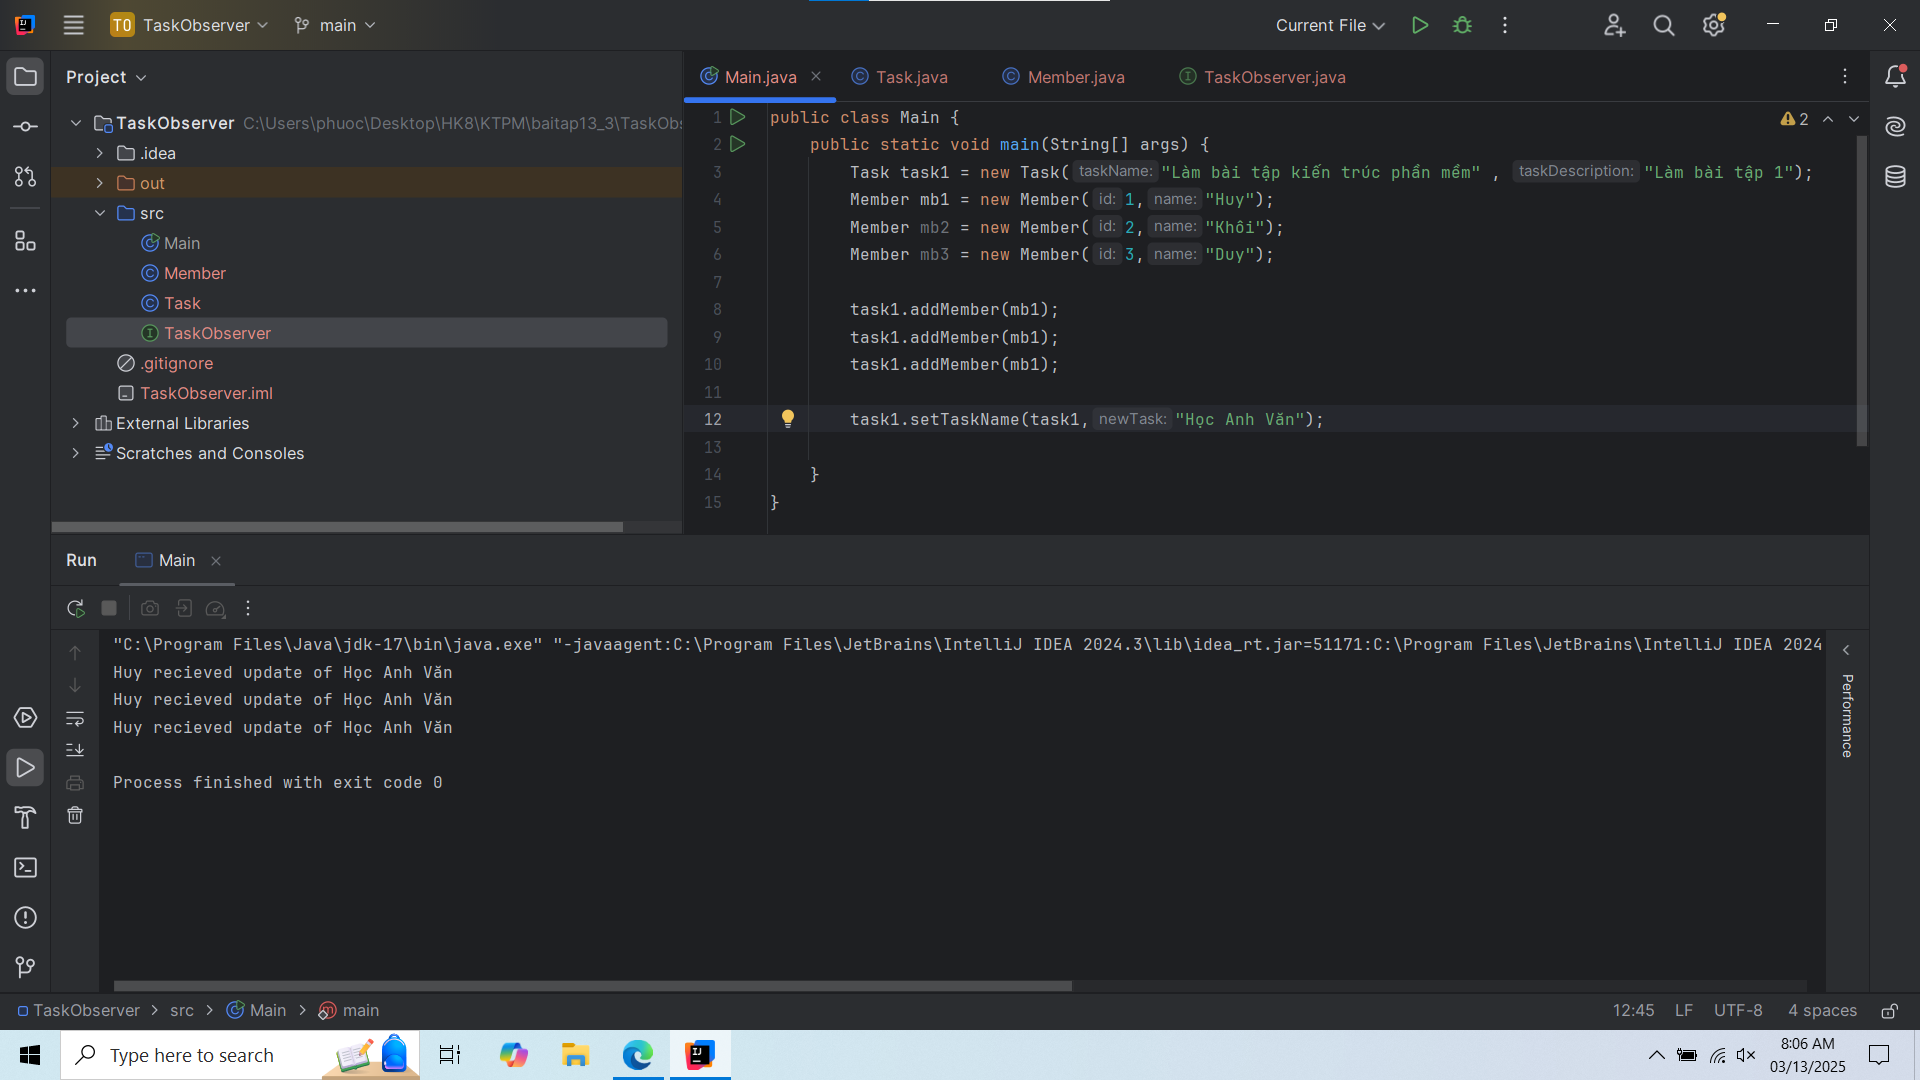 TO TaskObserver main Current File
Project
TaskObserver C:\Users\phuoc\Desktop\HK8\KTPM\baitap13_3\TaskObs
.idea
out
src
Main
Member
Task
TaskObserver
.gitignore
TaskObserver.iml
External Libraries
Scratches and Consoles
Main.java Task.java Member.java TaskObserver.java
2
1 public class Main {
2 public static void main(String[] args) {
3 Task task1 = new Task( taskName: "Làm bài tập kiến trúc phần mềm" , taskDescription: "Làm bài tập 1");
4 Member mb1 = new Member( id: 1, name: "Huy");
5 Member mb2 = new Member( id: 2, name: "Khôi");
6 Member mb3 = new Member( id: 3, name: "Duy");
7
8 task1.addMember(mb1);
9 task1.addMember(mb1);
10 task1.addMember(mb1);
11
12 task1.setTaskName(task1, newTask: "Học Anh Văn");
13
14 }
15 }
Run Main
"C:\Program Files\Java\jdk-17\bin\java.exe" "-javaagent:C:\Program Files\JetBrains\IntelliJ IDEA 2024.3\lib\idea_rt.jar=51171:C:\Program Files\JetBrains\IntelliJ IDEA 2024
Huy recieved update of Học Anh Văn
Huy recieved update of Học Anh Văn
Huy recieved update of Học Anh Văn
Process finished with exit code 0
Performance
TaskObserver src Main main
12:45 LF UTF-8 4 spaces
Type here to search
8:06 AM
03/13/2025